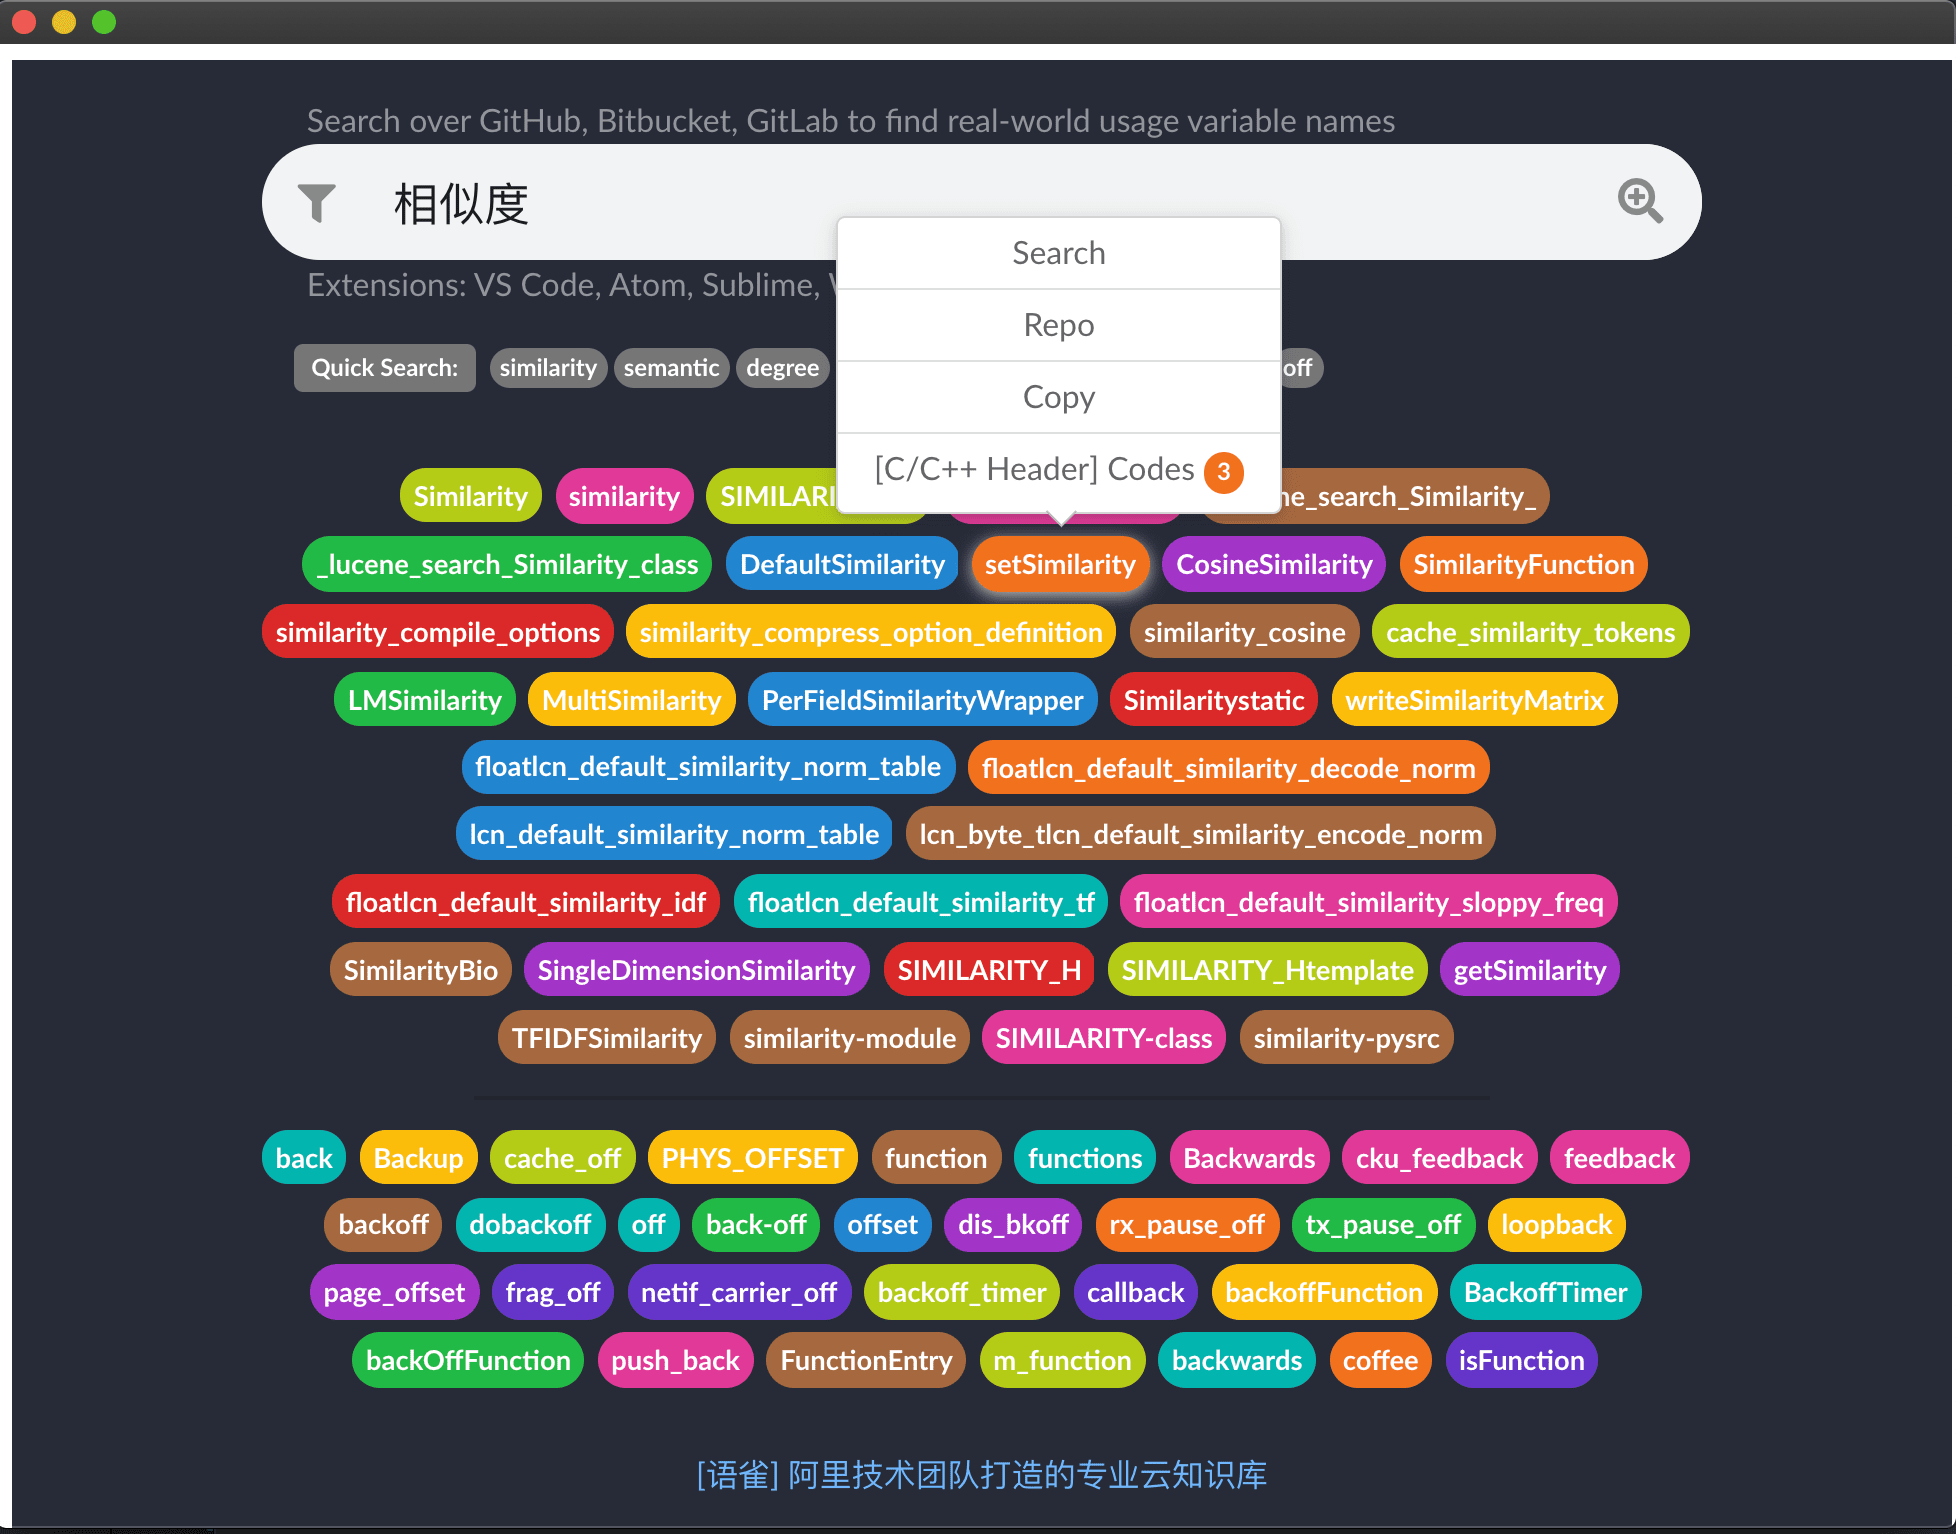 Search over GitHub, Bitbucket, GitLab to find real-world usage variable names
相似度
Extensions: VS Code, Atom, Sublime,
Search
Repo
Copy
[C/C++ Header] Codes 3
Quick Search: similarity semantic degree off
Similarity similarity
_lucene_search_Similarity_class DefaultSimilarity setSimilarity CosineSimilarity SimilarityFunction
similarity_compile_options similarity_compress_option_definition similarity_cosine cache_similarity_tokens
LMSimilarity MultiSimilarity PerFieldSimilarityWrapper Similaritystatic writeSimilarityMatrix
floatlcn_default_similarity_norm_table floatlcn_default_similarity_decode_norm
lcn_default_similarity_norm_table lcn_byte_tlcn_default_similarity_encode_norm
floatlcn_default_similarity_idf floatlcn_default_similarity_tf floatlcn_default_similarity_sloppy_freq
SimilarityBio SingleDimensionSimilarity SIMILARITY_H SIMILARITY_Htemplate getSimilarity
TFIDFSimilarity similarity-module SIMILARITY-class similarity-pysrc
back Backup cache_off PHYS_OFFSET function functions Backwards cku_feedback feedback
backoff dobackoff off back-off offset dis_bkoff rx_pause_off tx_pause_off loopback
page_offset frag_off netif_carrier_off backoff_timer callback backoffFunction BackoffTimer
backOffFunction push_back FunctionEntry m_function backwards coffee isFunction
[语雀] 阿里技术团队打造的专业云知识库